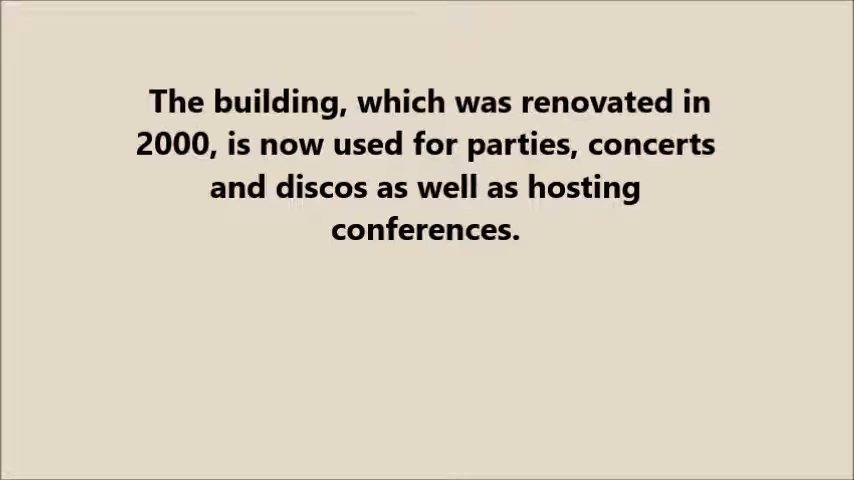 The building, which was renovated in
2000, is now used for parties, concerts
and discos as well as hosting
conferences.